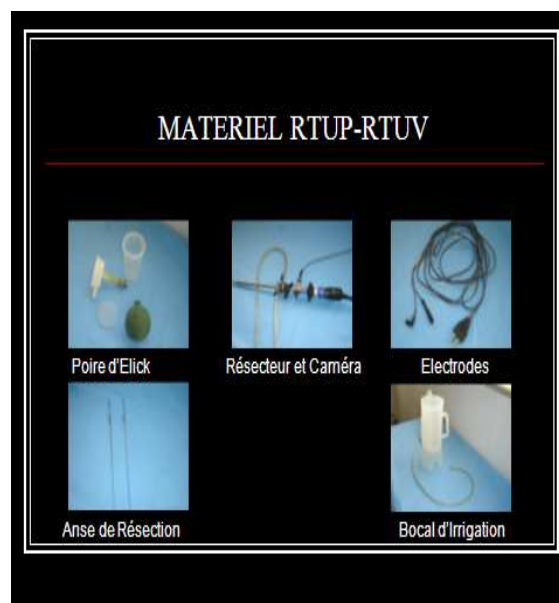 MATERIEL RTUP-RTUV
Poire d'Elick
Résecteur et Caméra
Electrodes
Anse de Résection
Bocal d'Irrigation